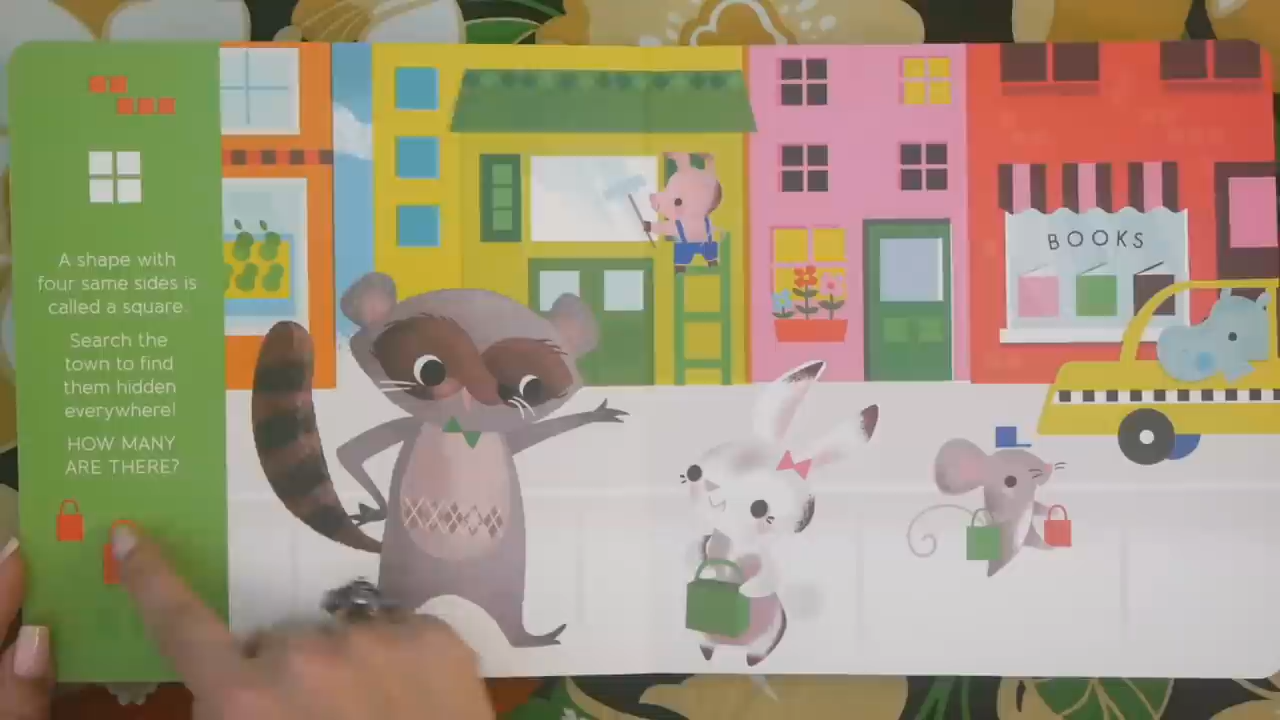 A shape with
four same sides is
called a square.
Search the
town to find
them hidden
everywhere!
HOW MANY
ARE THERE?
BOOKS